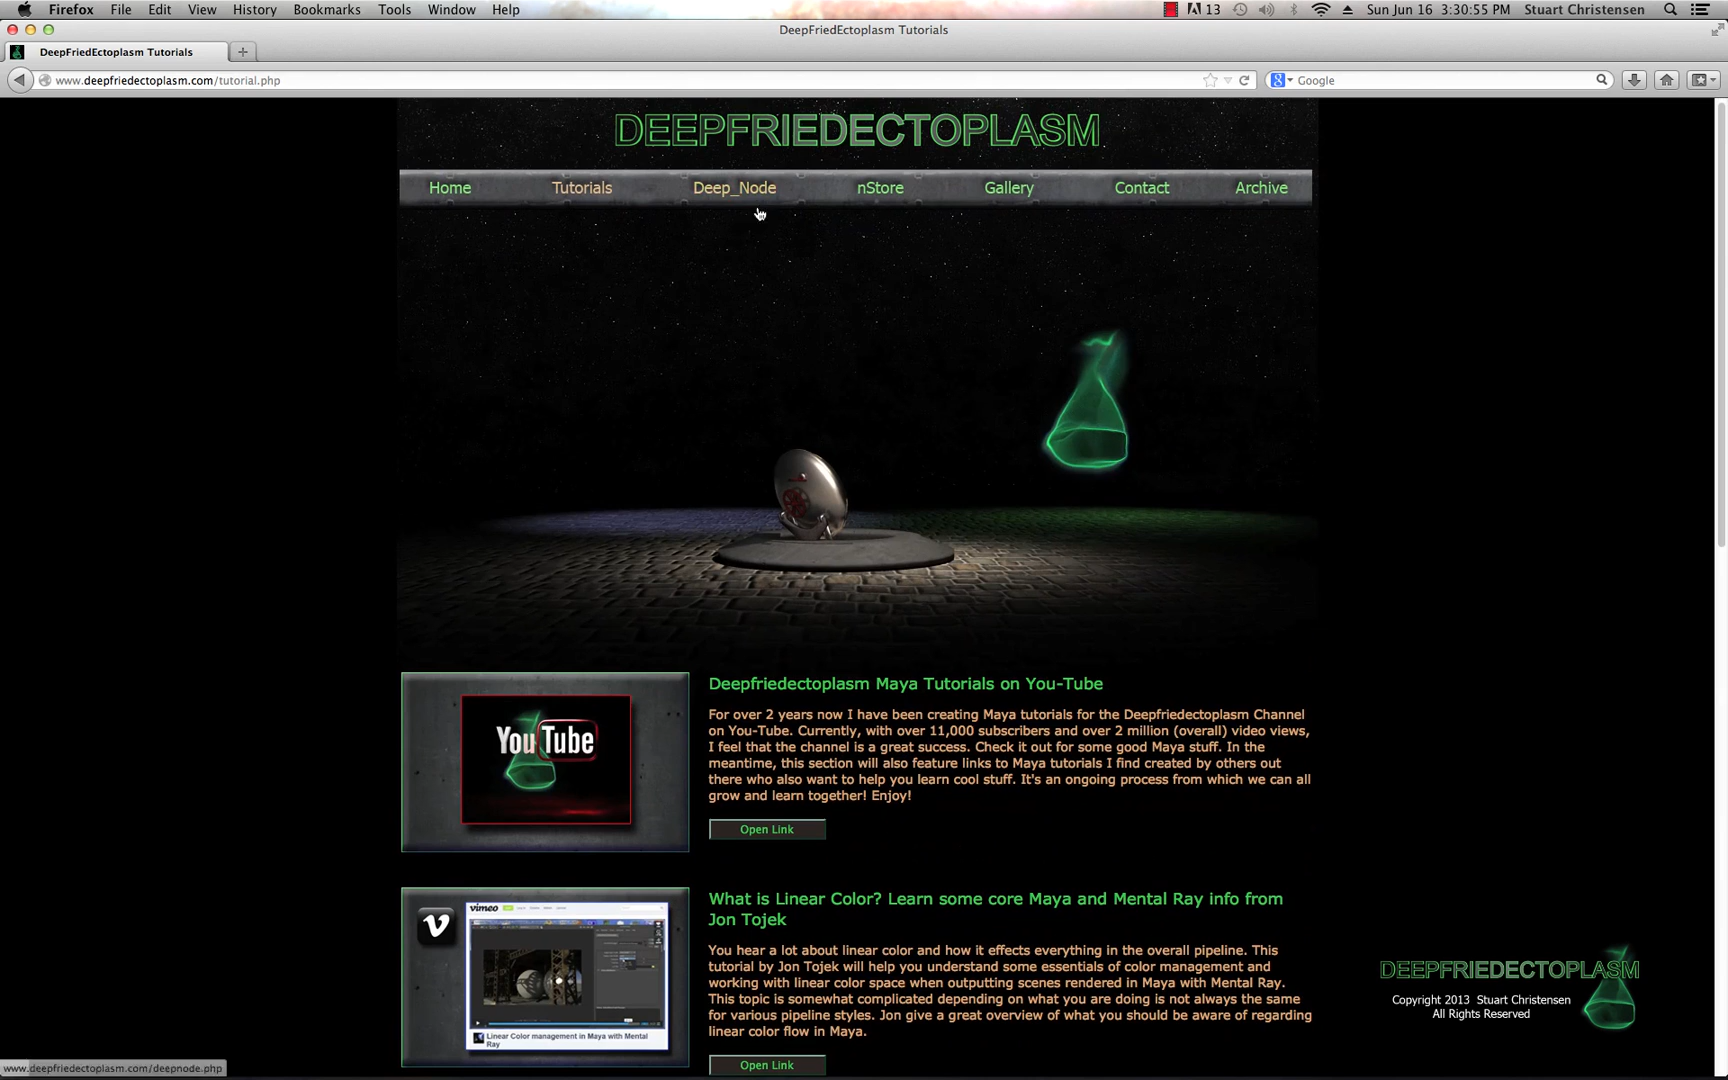 Firefox File Edit View History Bookmarks Tools Window Help 13 Sun Jun 16 3:30:55 PM Stuart Christensen
DeepFriedEctoplasm Tutorials
DeepFriedEctoplasm Tutorials
www.deepfriedectoplasm.com/tutorial.php Google
DEEPFRIEDECTOPLASM
Home Tutorials Deep_Node nStore Gallery Contact Archive
YouTube
Deepfriedectoplasm Maya Tutorials on You-Tube
For over 2 years now I have been creating Maya tutorials for the Deepfriedectoplasm Channel
on You-Tube. Currently, with over 11,000 subscribers and over 2 million (overall) video views,
I feel that the channel is a great success. Check it out for some good Maya stuff. In the
meantime, this section will also feature links to Maya tutorials I find created by others out
there who also want to help you learn cool stuff. It's an ongoing process from which we can all
grow and learn together! Enjoy!
Open Link
vimeo
Linear Color management in Maya with Mental
Ray
What is Linear Color? Learn some core Maya and Mental Ray info from
Jon Tojek
You hear a lot about linear color and how it effects everything in the overall pipeline. This
tutorial by Jon Tojek will help you understand some essentials of color management and
working with linear color space when outputting scenes rendered in Maya with Mental Ray.
This topic is somewhat complicated depending on what you are doing is not always the same
for various pipeline styles. Jon give a great overview of what you should be aware of regarding
linear color flow in Maya.
Open Link
DEEPFRIEDECTOPLASM
Copyright 2013 Stuart Christensen
All Rights Reserved
www.deepfriedectoplasm.com/deepnode.php